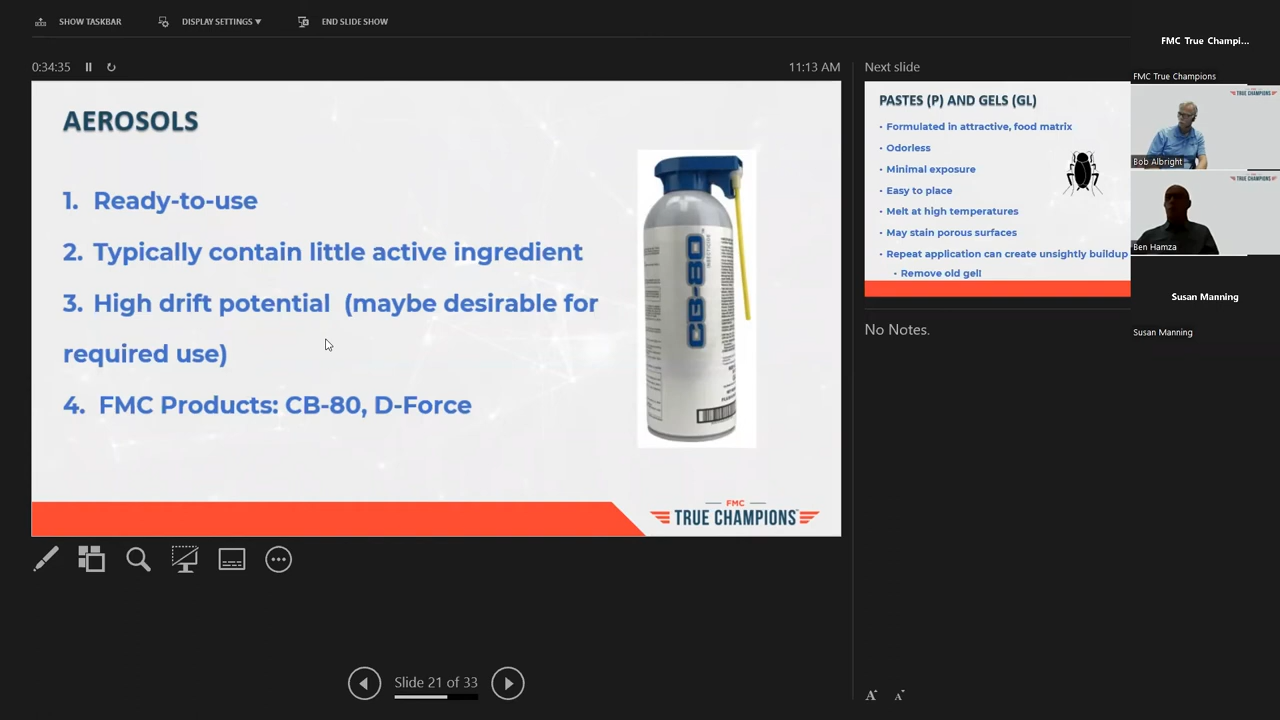 SHOW TASKBAR
DISPLAY SETTINGS ▼
END SLIDE SHOW
0:34:35
11:13 AM
AEROSOLS
1. Ready-to-use
2. Typically contain little active ingredient
3. High drift potential (maybe desirable for
required use)
4. FMC Products: CB-80, D-Force
CB-80
INSECTICIDE
FMC
TRUE CHAMPIONS
Slide 21 of 33
Next slide
PASTES (P) AND GELS (GL)
• Formulated in attractive, food matrix
• Odorless
• Minimal exposure
• Easy to place
• Melt at high temperatures
• May stain porous surfaces
• Repeat application can create unsightly buildup
• Remove old gel!
No Notes.
A
A
FMC True Champi...
FMC True Champions
TRUE CHAMPIONS
Bob Albright
TRUE CHAMPIONS
Ben Hamza
Susan Manning
Susan Manning